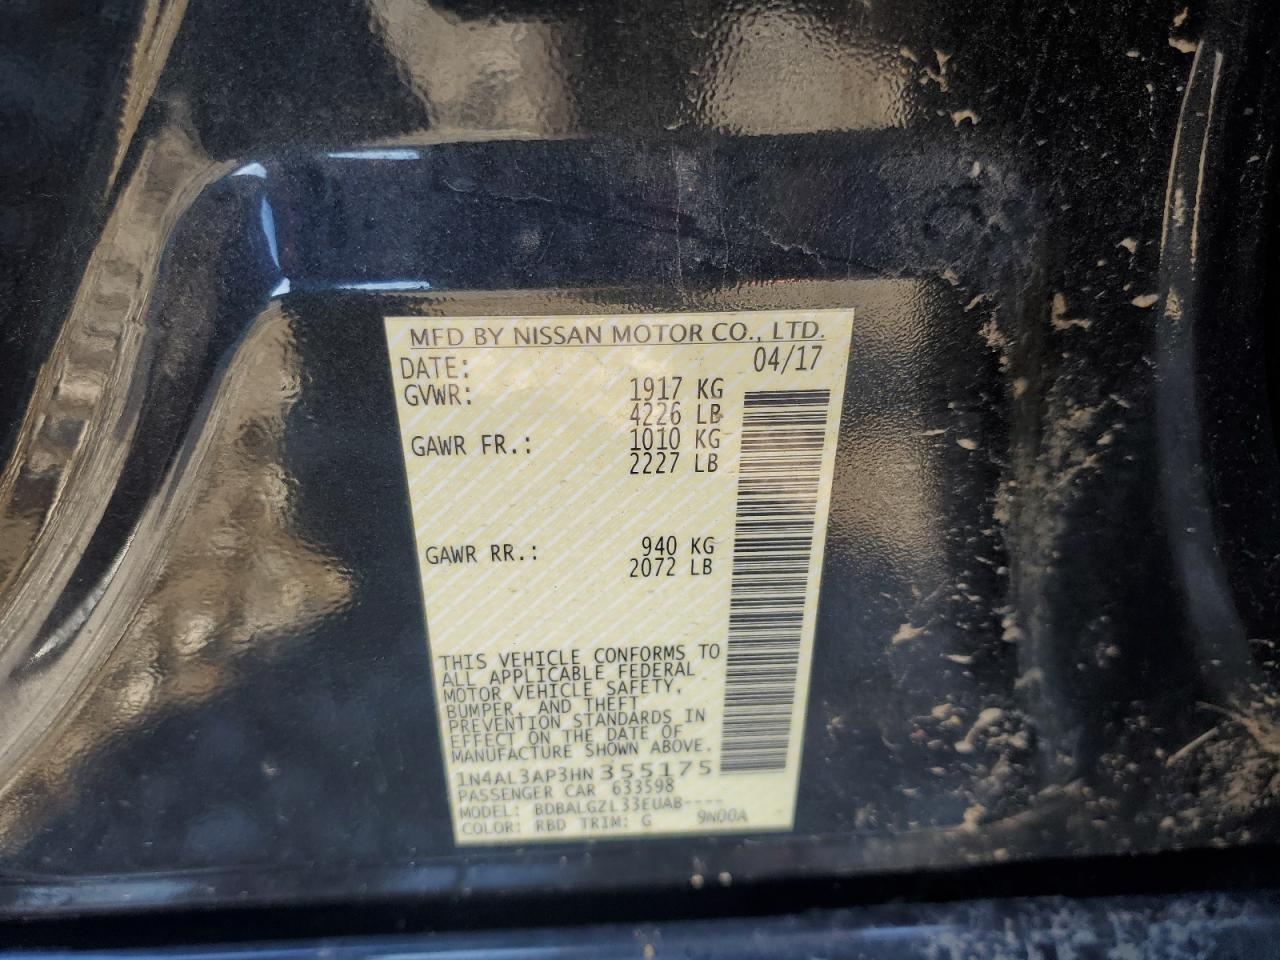 MFD BY NISSAN MOTOR CO., LTD.
DATE: 04/17
GVWR: 1917 KG
4226 LB
GAWR FR.: 1010 KG
2227 LB
GAWR RR.: 940 KG
2072 LB
THIS VEHICLE CONFORMS TO
ALL APPLICABLE FEDERAL
MOTOR VEHICLE SAFETY,
BUMPER, AND THEFT
PREVENTION STANDARDS IN
EFFECT ON THE DATE OF
MANUFACTURE SHOWN ABOVE.
1N4AL3AP3HN355175
PASSENGER CAR 633598
MODEL: BDBALGZL33EUAB----
COLOR: RBD TRIM: G 9N00A